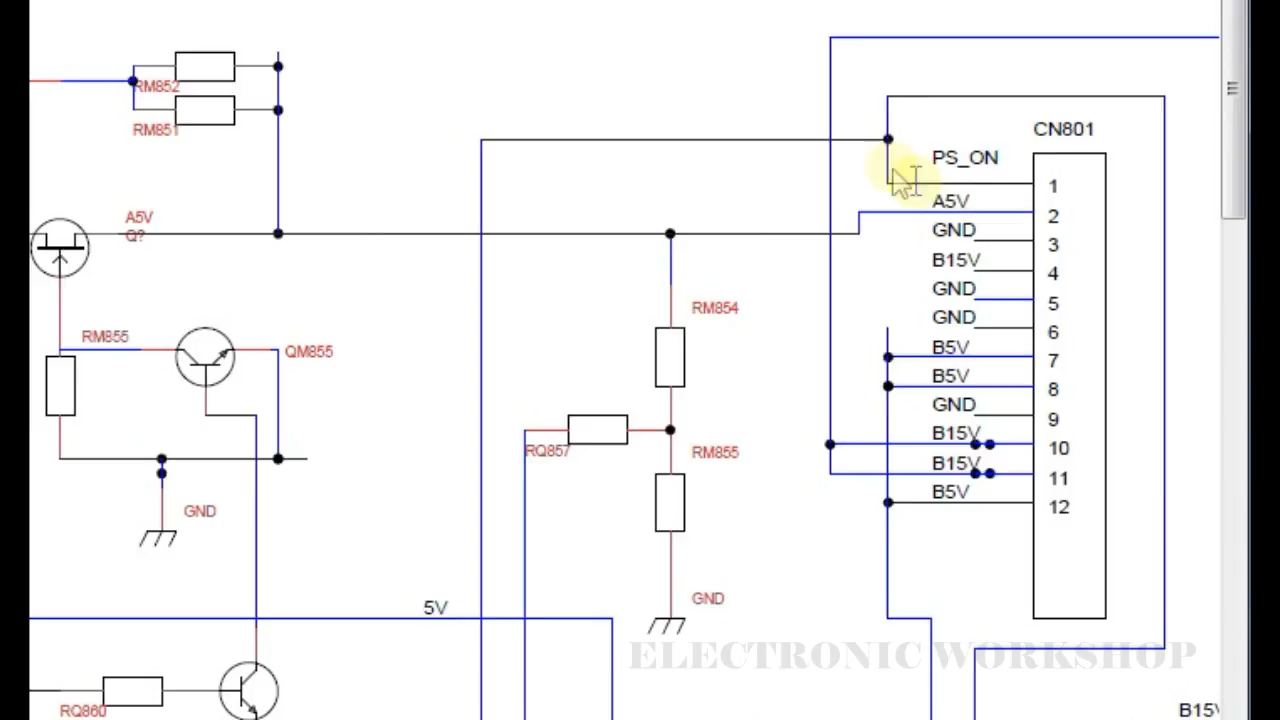 RM852
RM851
CN801
PS_ON
1
A5V
2
A5V
Q?
GND
3
B15V
4
GND
5
GND
6
RM854
RM855
QM855
B5V
7
B5V
8
GND
9
B15V
10
RQ857
RM855
B15V
11
B5V
12
GND
GND
5V
ELECTRONIC WORKSHOP
RQ860